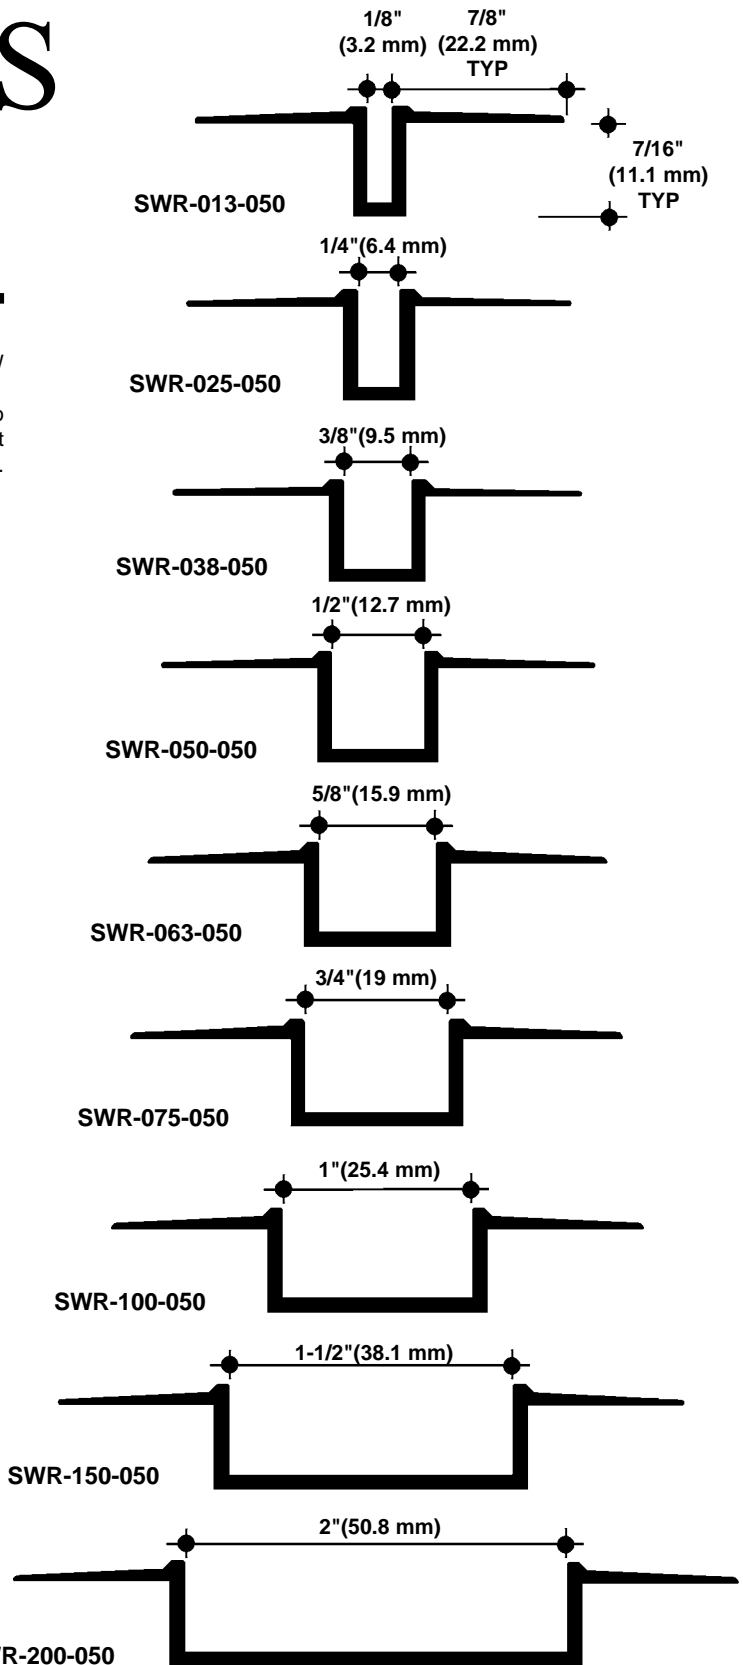 S
1/8" 7/8"
(3.2 mm) (22.2 mm)
TYP
7/16"
(11.1 mm)
TYP
SWR-013-050
1/4"(6.4 mm)
SWR-025-050
3/8"(9.5 mm)
SWR-038-050
1/2"(12.7 mm)
SWR-050-050
5/8"(15.9 mm)
SWR-063-050
3/4"(19 mm)
SWR-075-050
1"(25.4 mm)
SWR-100-050
1-1/2"(38.1 mm)
SWR-150-050
2"(50.8 mm)
R-200-050